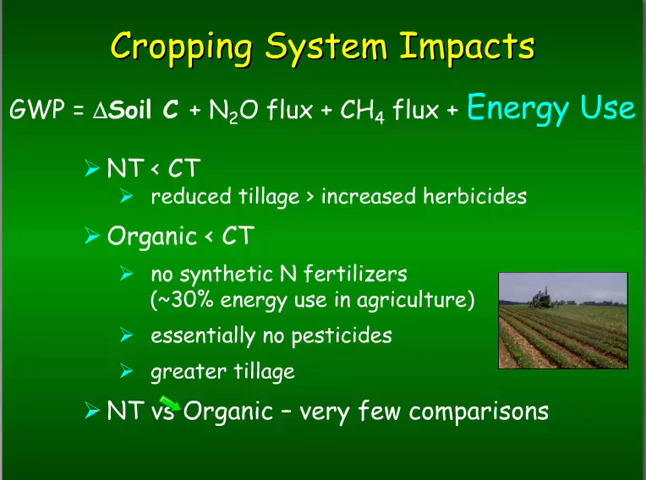 Cropping System Impacts
GWP = ΔSoil C + N₂O flux + CH₄ flux + Energy Use
NT < CT
reduced tillage > increased herbicides
Organic < CT
no synthetic N fertilizers
(~30% energy use in agriculture)
essentially no pesticides
greater tillage
NT vs Organic – very few comparisons